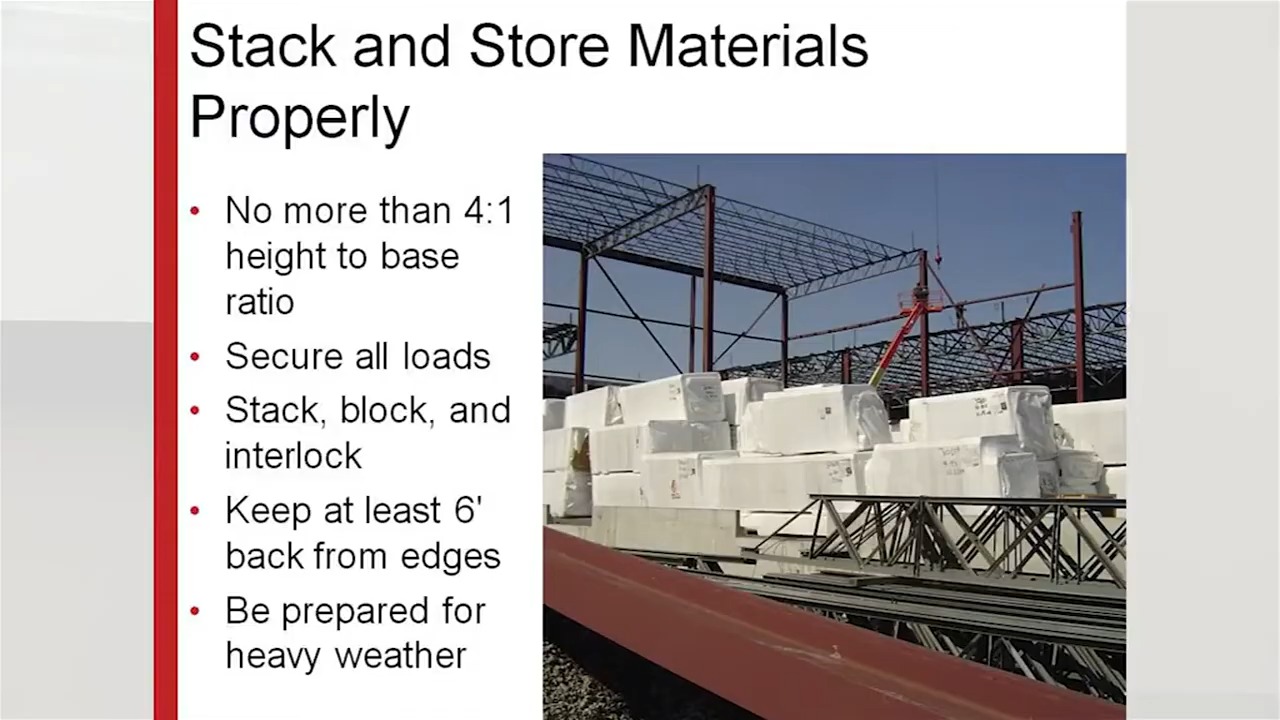 Stack and Store Materials
Properly
• No more than 4:1
height to base
ratio
• Secure all loads
• Stack, block, and
interlock
• Keep at least 6'
back from edges
• Be prepared for
heavy weather